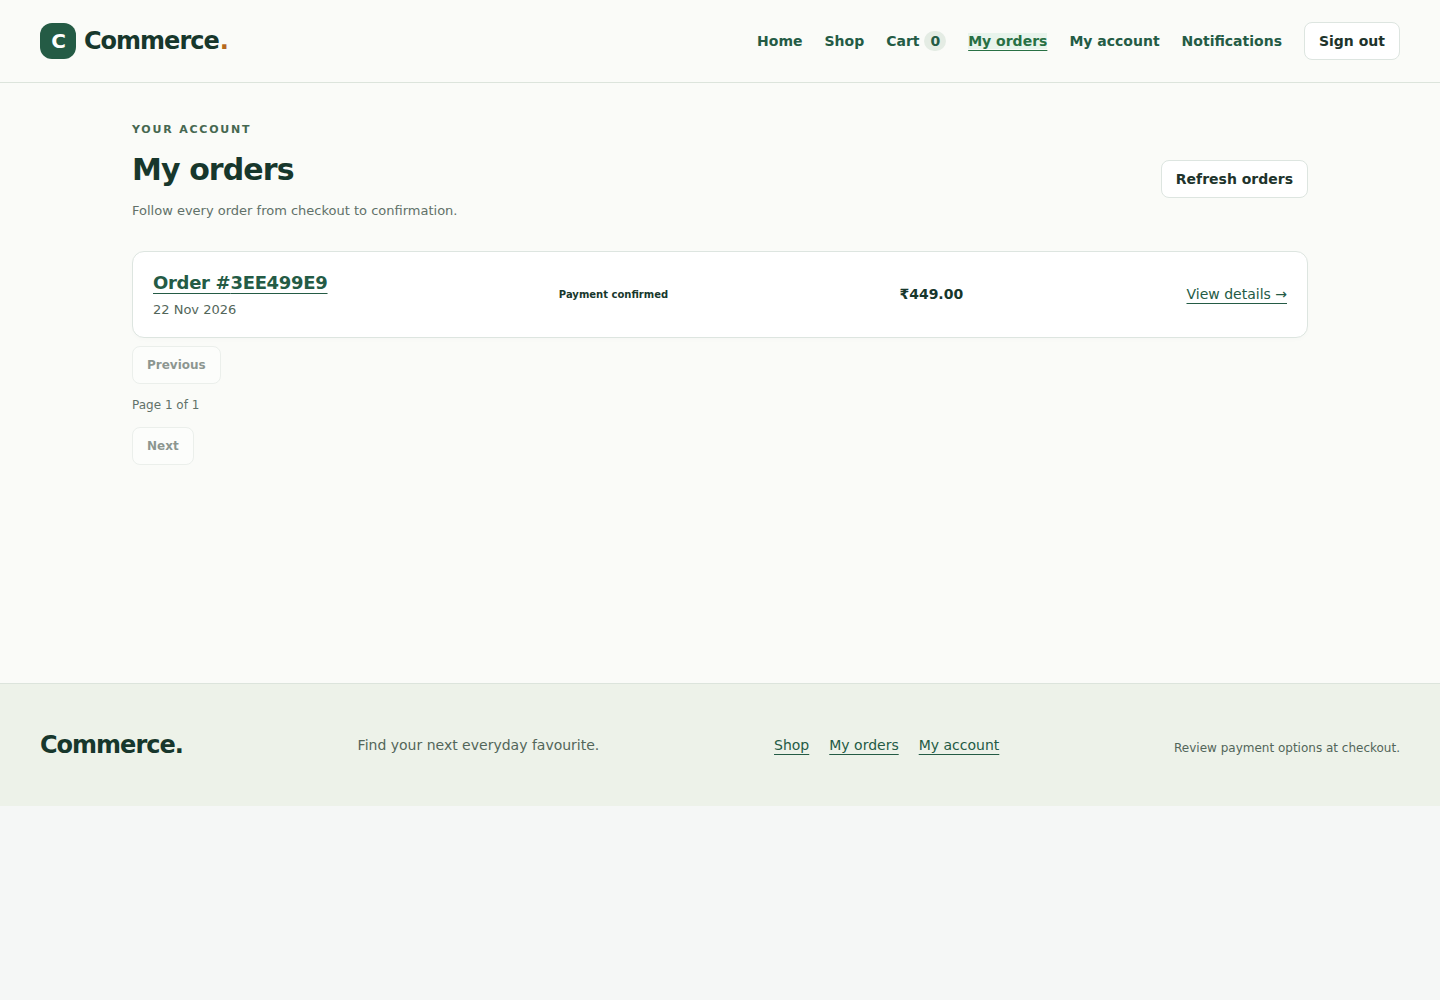 C Commerce.
Home Shop Cart 0 My orders My account Notifications Sign out
YOUR ACCOUNT
My orders
Refresh orders
Follow every order from checkout to confirmation.
Order #3EE499E9
22 Nov 2026
Payment confirmed
₹449.00
View details →
Previous
Page 1 of 1
Next
Commerce.
Find your next everyday favourite.
Shop My orders My account
Review payment options at checkout.